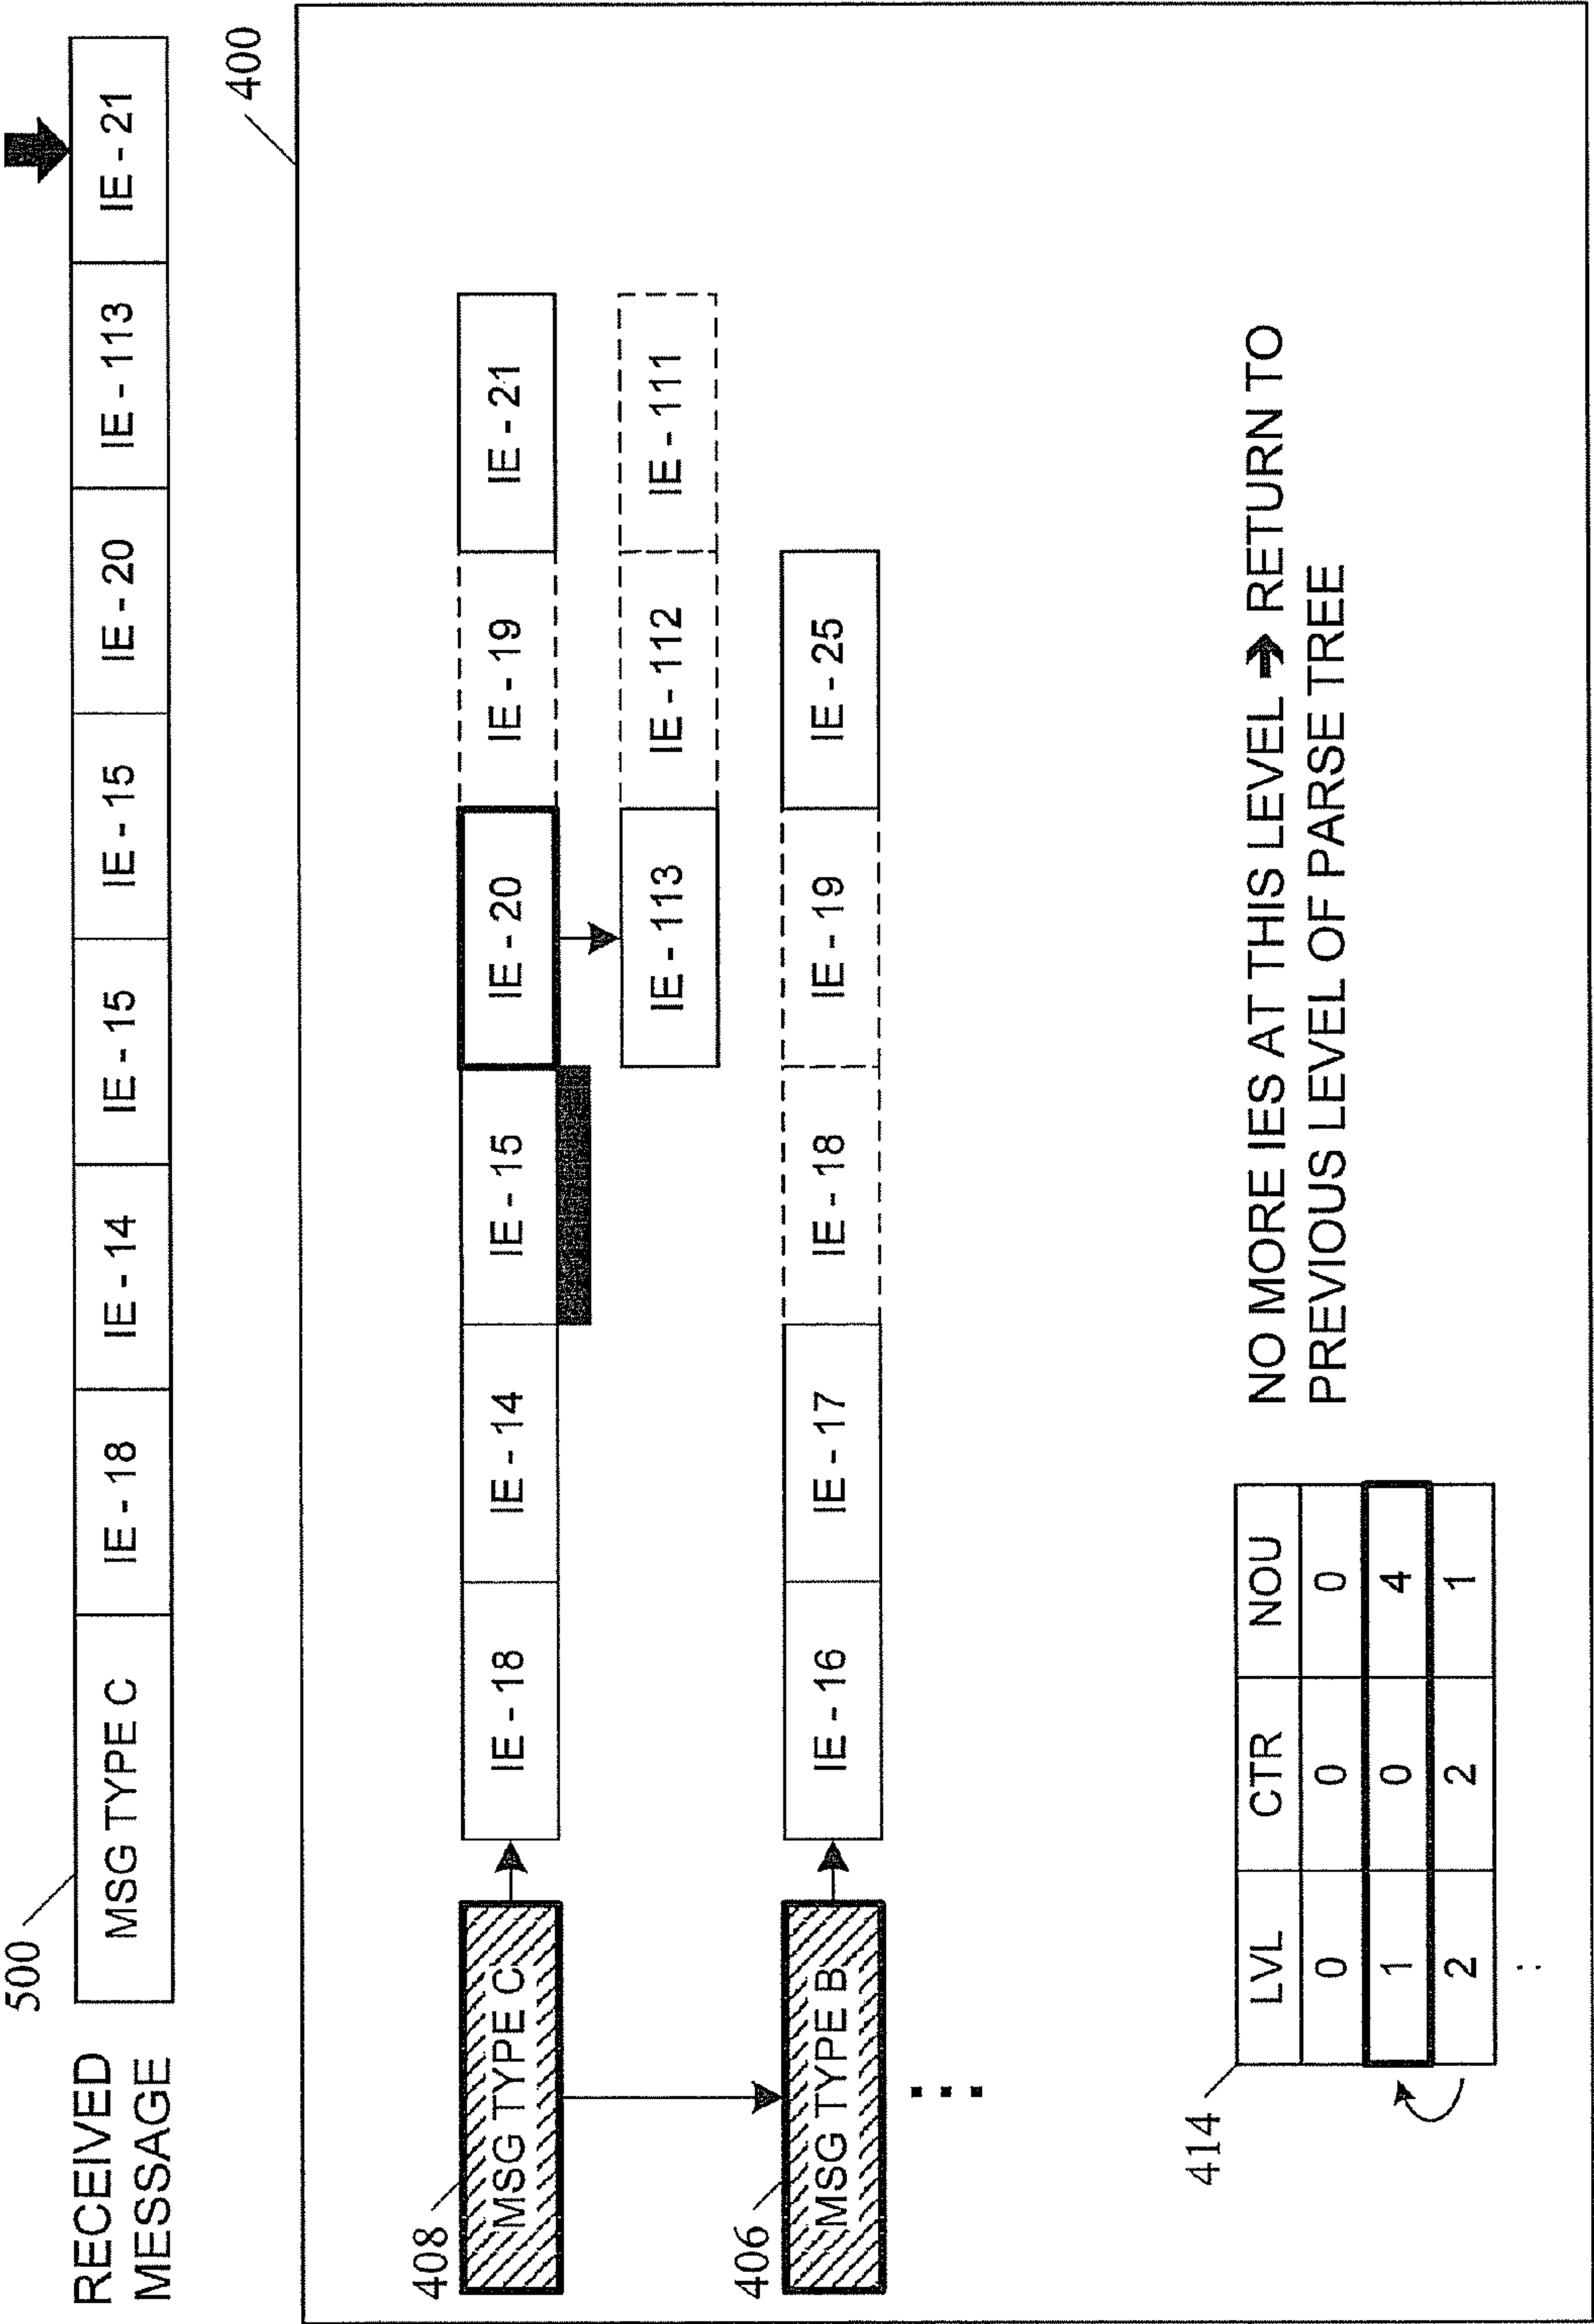 500
RECEIVED
MESSAGE
MSG TYPE C IE - 18 IE - 14 IE - 15 IE - 15 IE - 20 IE - 113 IE - 21
400
408
MSG TYPE C IE - 18 IE - 14 IE - 15 IE - 20 IE - 19 IE - 21
IE - 113 IE - 112 IE - 111
406
MSG TYPE B IE - 16 IE - 17 IE - 18 IE - 19 IE - 25
414
LVL CTR NOU
0 0 0
1 0 4
2 2 1
NO MORE IES AT THIS LEVEL ➔ RETURN TO
PREVIOUS LEVEL OF PARSE TREE